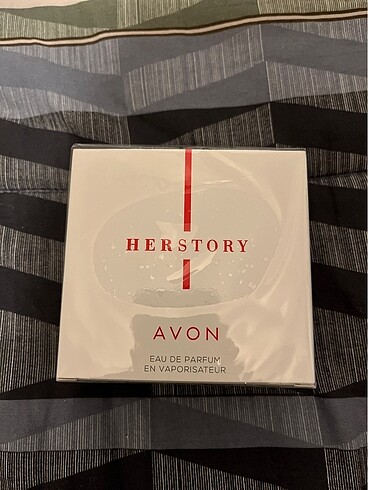 HERSTORY
AVON
EAU DE PARFUM
EN VAPORISATEUR